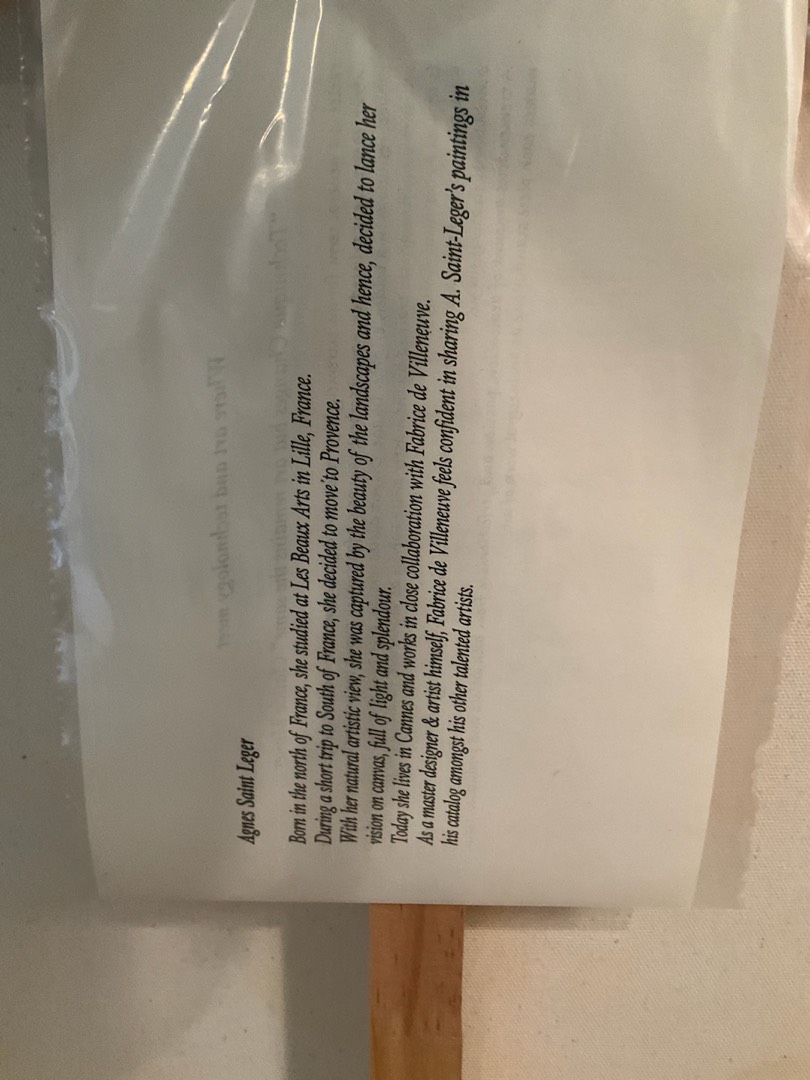 Agnes Saint Leger
Born in the north of France, she studied at Les Beaux Arts in Lille, France.
During a short trip to South of France, she decided to move to Provence.
With her natural artistic view, she was captured by the beauty of the landscapes and hence, decided to lance her
vision on canvas, full of light and splendour.
Today she lives in Cannes and works in close collaboration with Fabrice de Villeneuve.
As a master designer & artist himself, Fabrice de Villeneuve feels confident in sharing A. Saint-Leger's paintings in
his catalog amongst his other talented artists.
Where art and technology meet